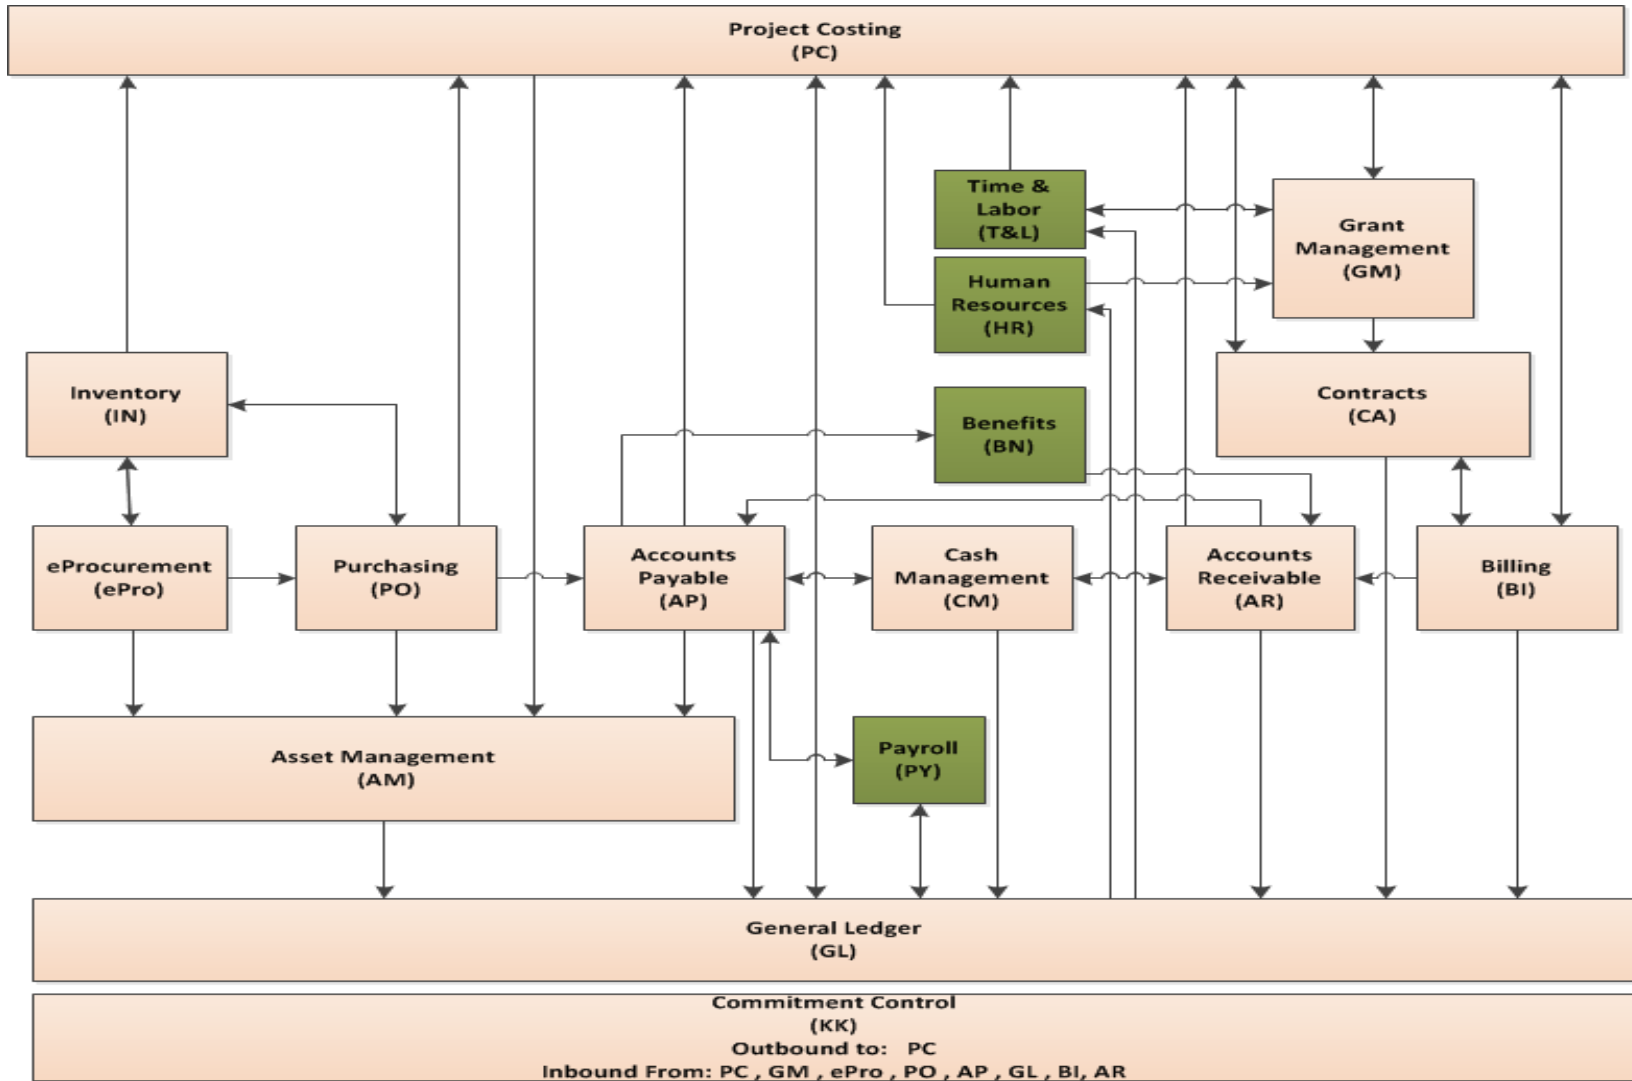 Project Costing
(PC)
Time &
Labor
(T&L)
Grant
Management
(GM)
Human
Resources
(HR)
Inventory
(IN)
Contracts
(CA)
Benefits
(BN)
eProcurement
(ePro)
Purchasing
(PO)
Accounts
Payable
(AP)
Cash
Management
(CM)
Accounts
Receivable
(AR)
Billing
(BI)
Asset Management
(AM)
Payroll
(PY)
General Ledger
(GL)
Commitment Control
(KK)
Outbound to:   PC
Inbound From: PC , GM , ePro , PO , AP , GL , BI, AR